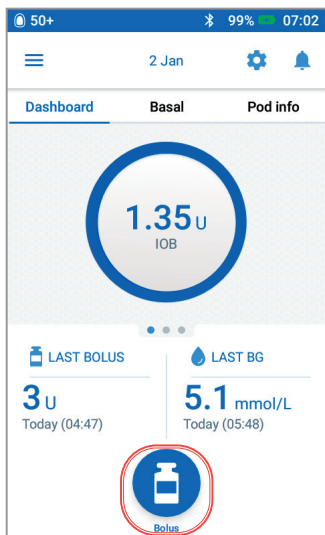 50+ 99% 07:02
2 Jan
Dashboard Basal Pod info
1.35 U
IOB
LAST BOLUS LAST BG
3 U 5.1 mmol/L
Today (04:47) Today (05:48)
Bolus